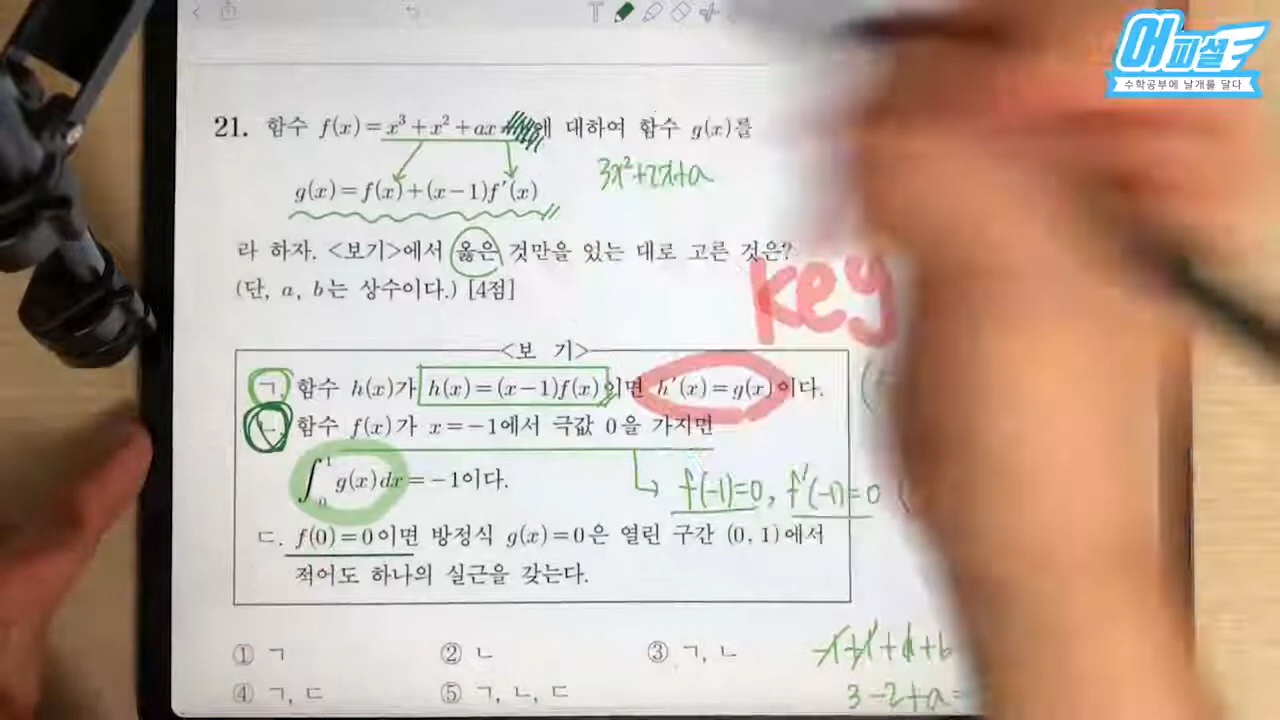 어피셜
수학공부에 날개를 달다
21. 함수 f(x)=x³+x²+ax 에 대하여 함수 g(x)를
3x²+2x+a
g(x)=f(x)+(x-1)f′(x)
라 하자. <보기>에서 옳은 것만을 있는 대로 고른 것은?
(단, a, b는 상수이다.) [4점]
key
<보 기>
ㄱ. 함수 h(x)가 h(x)=(x-1)f(x)이면 h′(x)=g(x)이다.
ㄴ. 함수 f(x)가 x=-1에서 극값 0을 가지면
∫₀¹ g(x)dx=-1이다.
f(-1)=0, f′(-1)=0
ㄷ. f(0)=0이면 방정식 g(x)=0은 열린 구간 (0, 1)에서
적어도 하나의 실근을 갖는다.
① ㄱ ② ㄴ ③ ㄱ, ㄴ
-1+1+a+b
④ ㄱ, ㄷ ⑤ ㄱ, ㄴ, ㄷ
3-2+a=